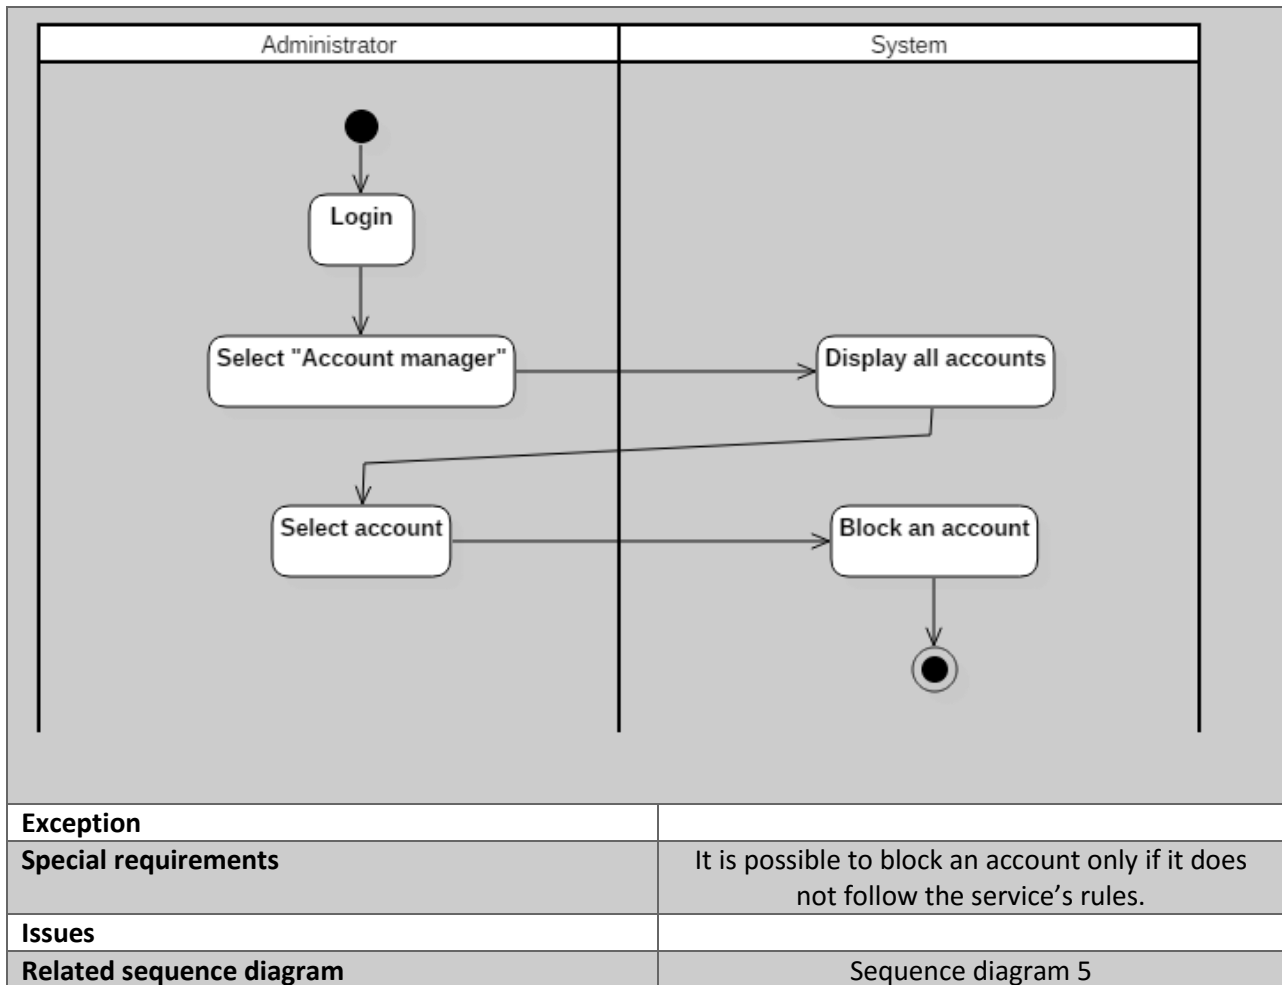 Administrator
System
Login
Select "Account manager"
Display all accounts
Select account
Block an account
Exception
Special requirements
It is possible to block an account only if it does
not follow the service’s rules.
Issues
Related sequence diagram
Sequence diagram 5